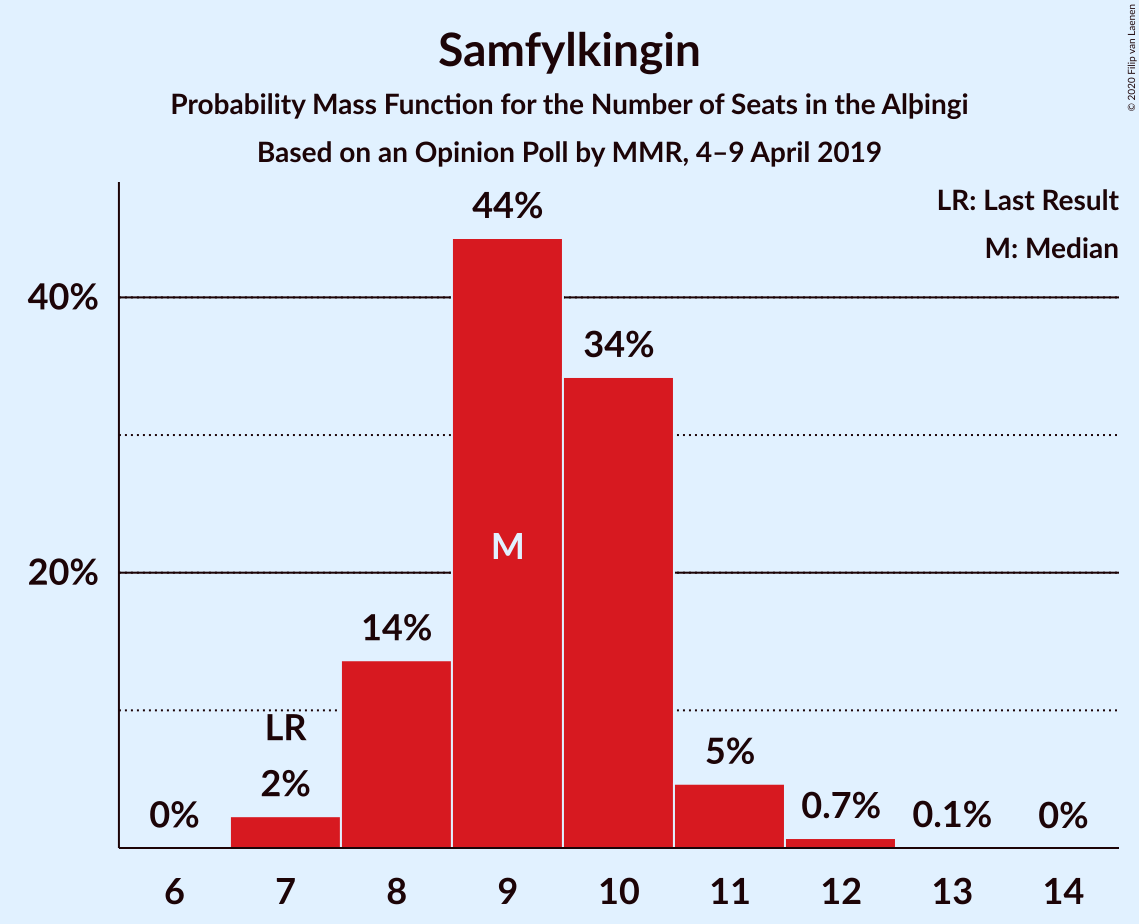 Samfylkingin
Probability Mass Function for the Number of Seats in the Alþingi
Based on an Opinion Poll by MMR, 4–9 April 2019
© 2020 Filip van Laenen
LR: Last Result
M: Median
44%
40%
34%
M
20%
14%
LR
5%
2%
0%
0.7%
0.1%
0%
6 7 8 9 10 11 12 13 14